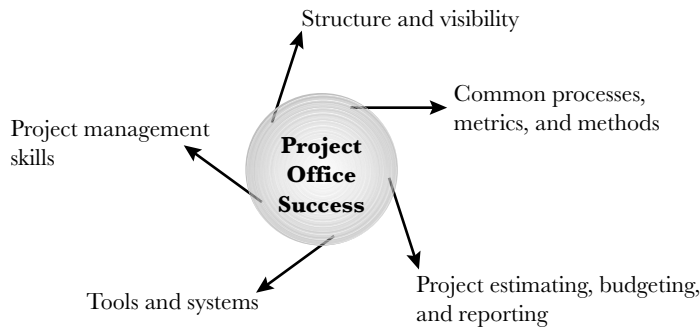 Structure and visibility
Common processes,
metrics, and methods
Project management
skills
Project
Office
Success
Tools and systems
Project estimating, budgeting,
and reporting